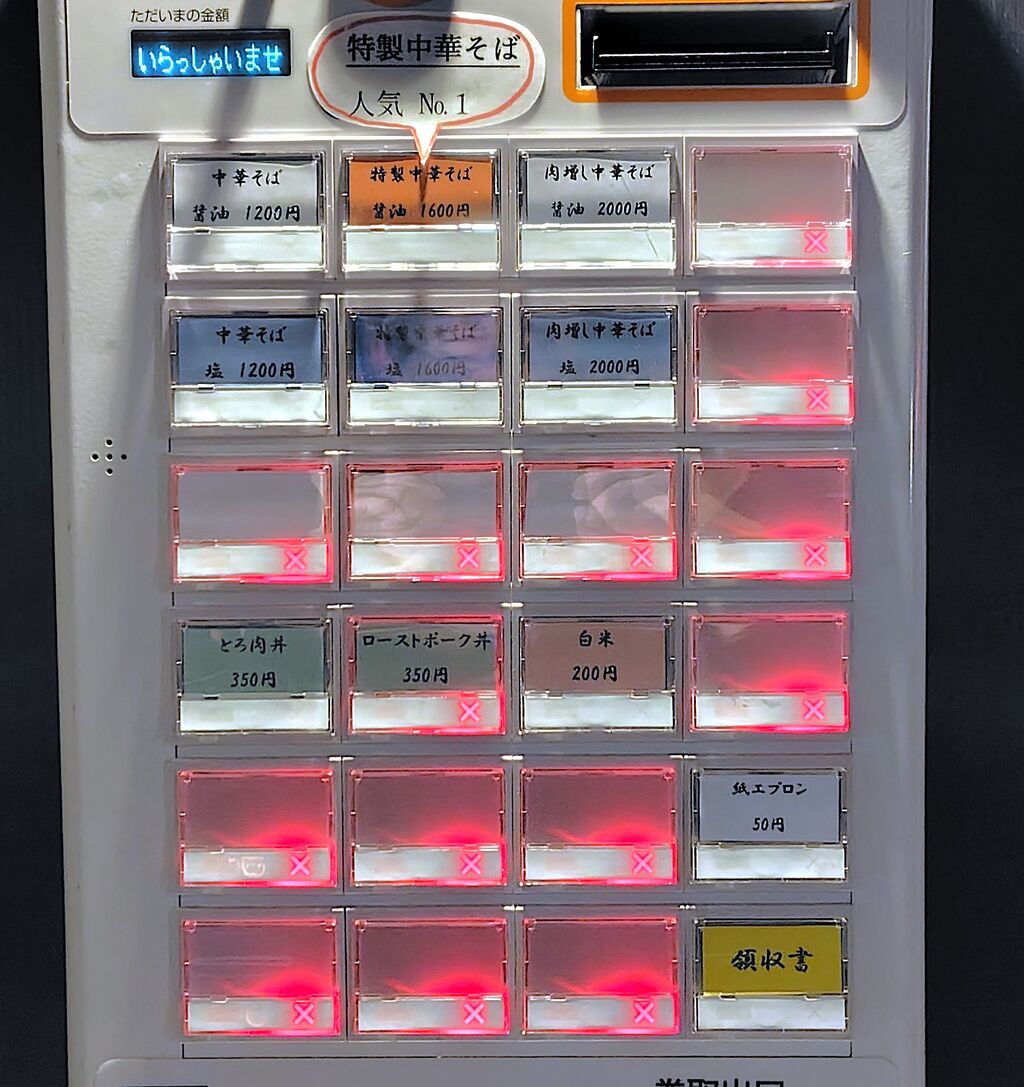 ただいまの金額
いらっしゃいませ
特製中華そば
人気 No.1
中華そば
醤油 1200円
特製中華そば
醤油 1600円
肉増し中華そば
醤油 2000円
中華そば
塩 1200円
特製中華そば
塩 1600円
肉増し中華そば
塩 2000円
とろ肉丼
350円
ローストポーク丼
350円
白米
200円
紙エプロン
50円
領収書